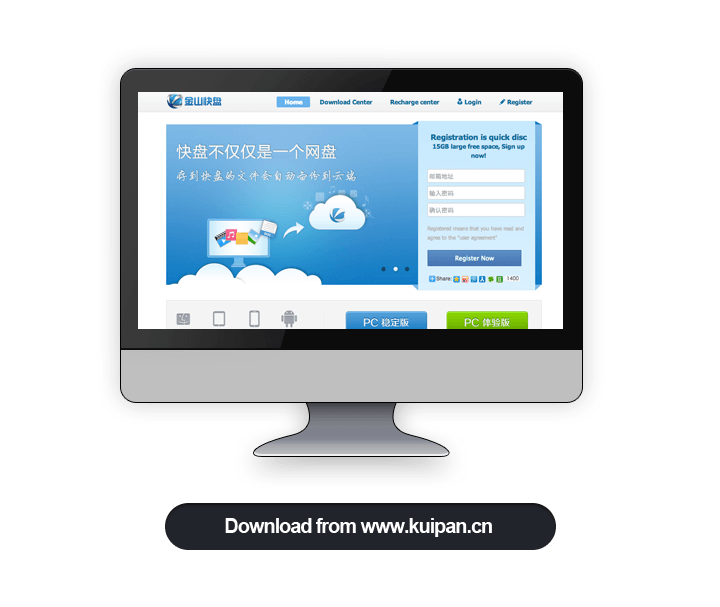 金山快盘
Home Download Center Recharge center Login Register
快盘不仅仅是一个网盘
存到快盘的文件会自动备份到云端
Registration is quick disc
15GB large free space, Sign up
now!
邮箱地址
输入密码
确认密码
Registered means that you have read and
agree to the "user agreement"
Register Now
Share: 1400
PC 稳定版
PC 体验版
Download from www.kuipan.cn